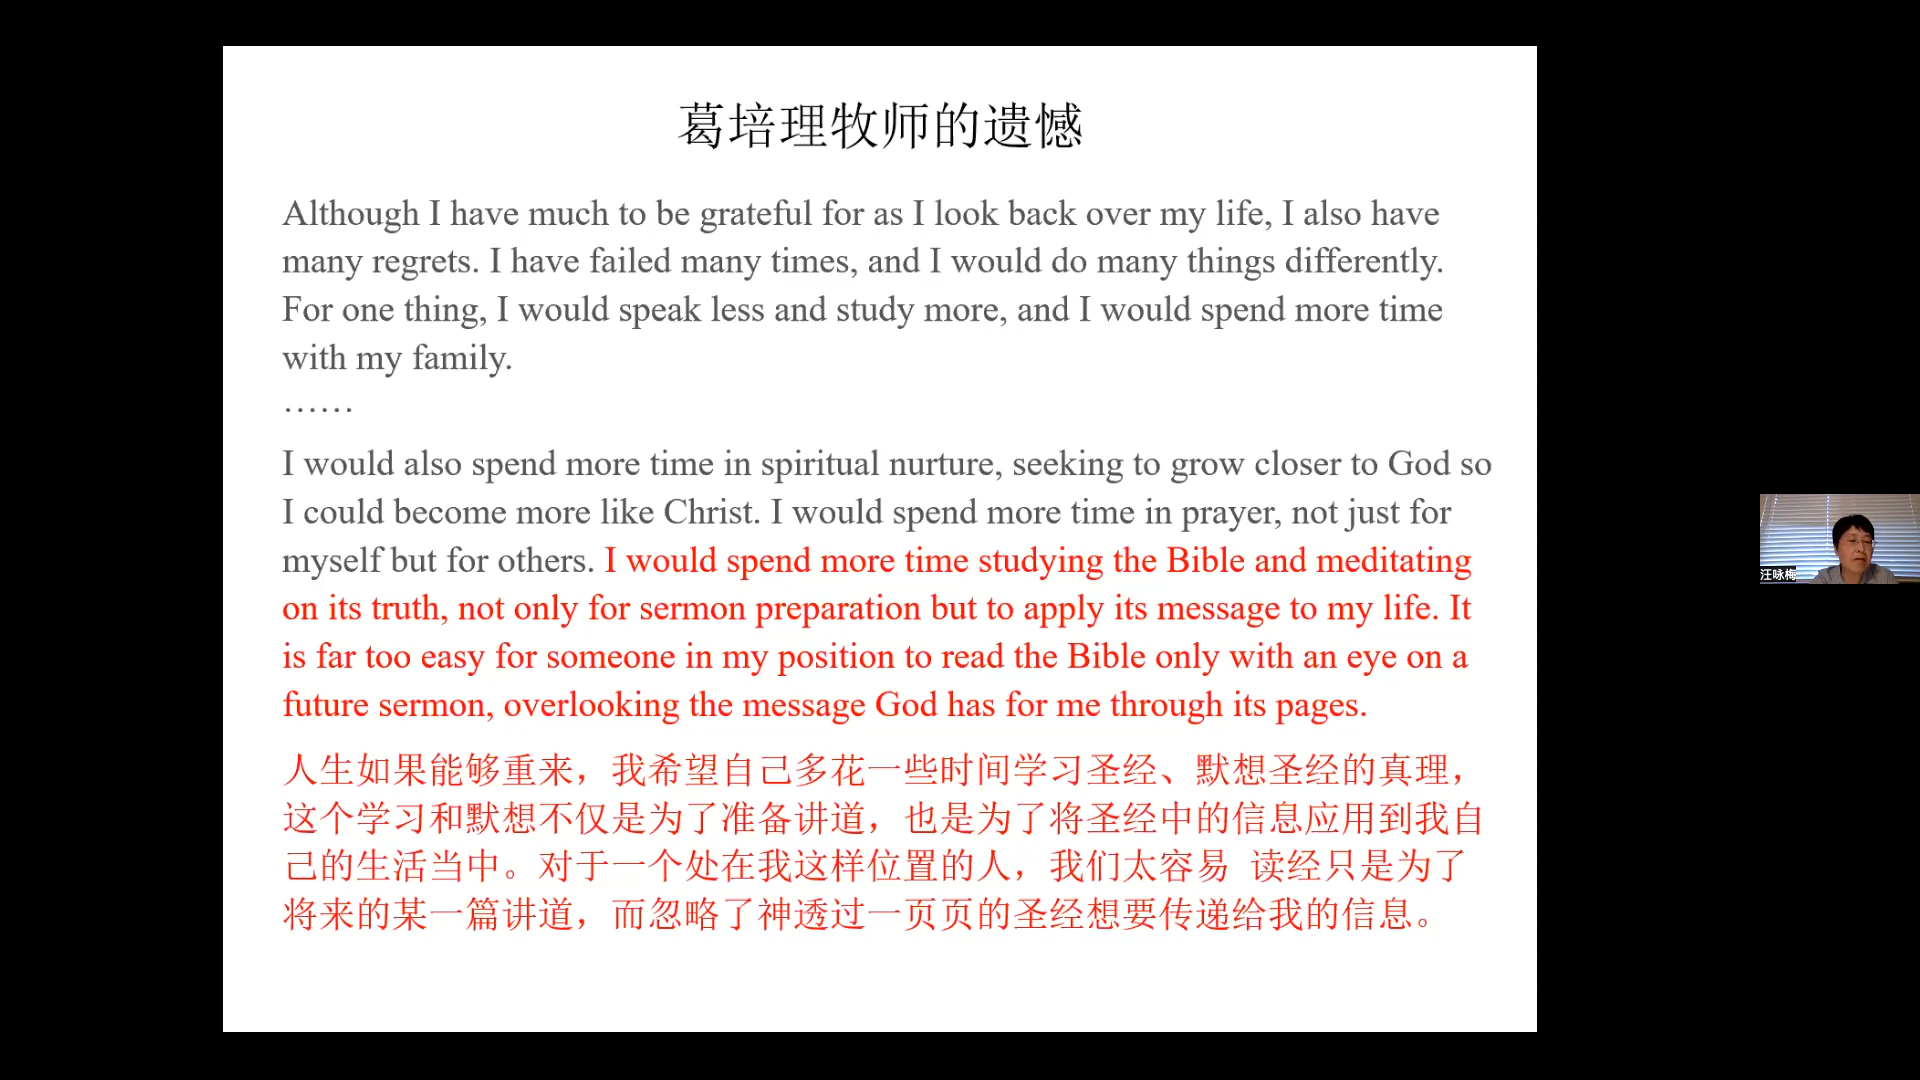 葛培理牧师的遗憾
Although I have much to be grateful for as I look back over my life, I also have
many regrets. I have failed many times, and I would do many things differently.
For one thing, I would speak less and study more, and I would spend more time
with my family.
……
I would also spend more time in spiritual nurture, seeking to grow closer to God so
I could become more like Christ. I would spend more time in prayer, not just for
myself but for others. I would spend more time studying the Bible and meditating
on its truth, not only for sermon preparation but to apply its message to my life. It
is far too easy for someone in my position to read the Bible only with an eye on a
future sermon, overlooking the message God has for me through its pages.
人生如果能够重来，我希望自己多花一些时间学习圣经、默想圣经的真理，
这个学习和默想不仅是为了准备讲道，也是为了将圣经中的信息应用到我自
己的生活当中。对于一个处在我这样位置的人，我们太容易 读经只是为了
将来的某一篇讲道，而忽略了神透过一页页的圣经想要传递给我的信息。
汪咏梅